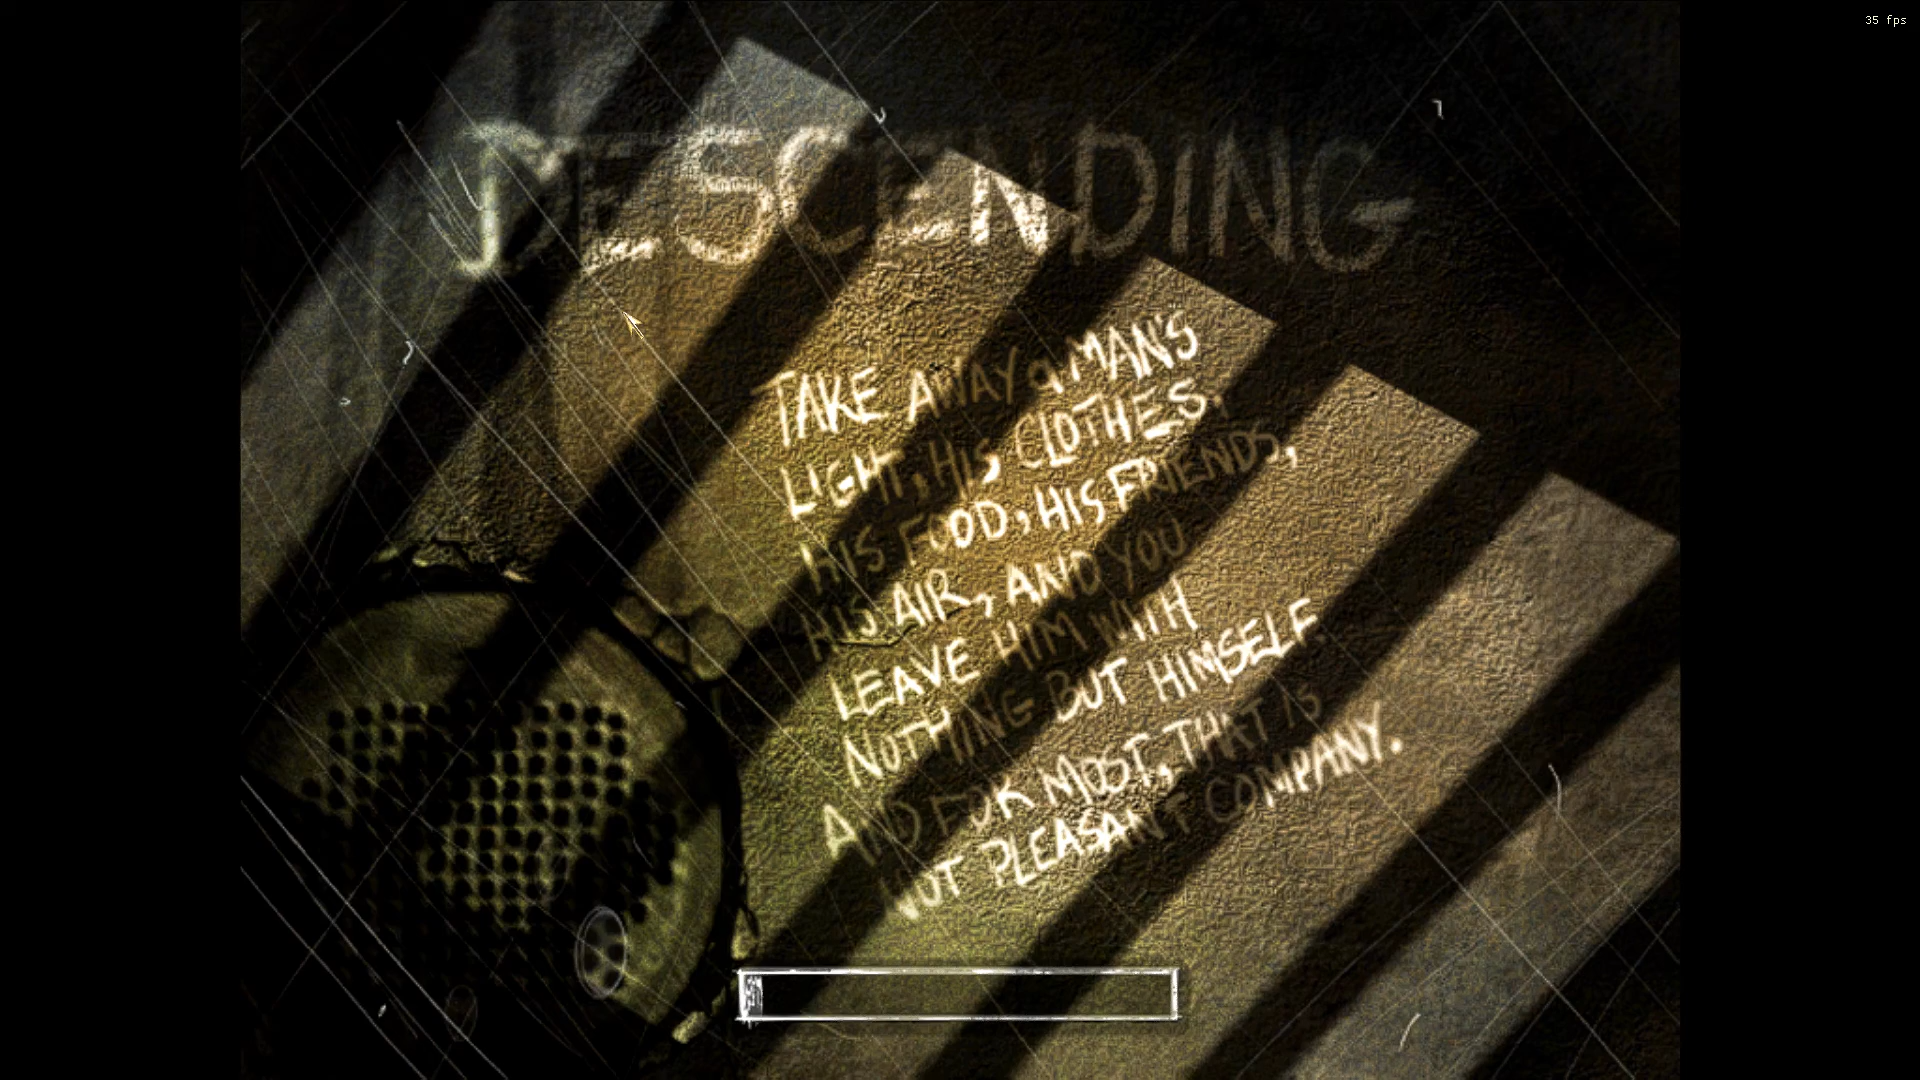 35 fps
DESCENDING
TAKE AWAY a MAN'S
LIGHT, HIS CLOTHES,
HIS FOOD, HIS FRIENDS,
HIS AIR, AND YOU
LEAVE HIM WITH
NOTHING BUT HIMSELF
AND FOR MOST, THAT IS
NOT PLEASANT COMPANY.